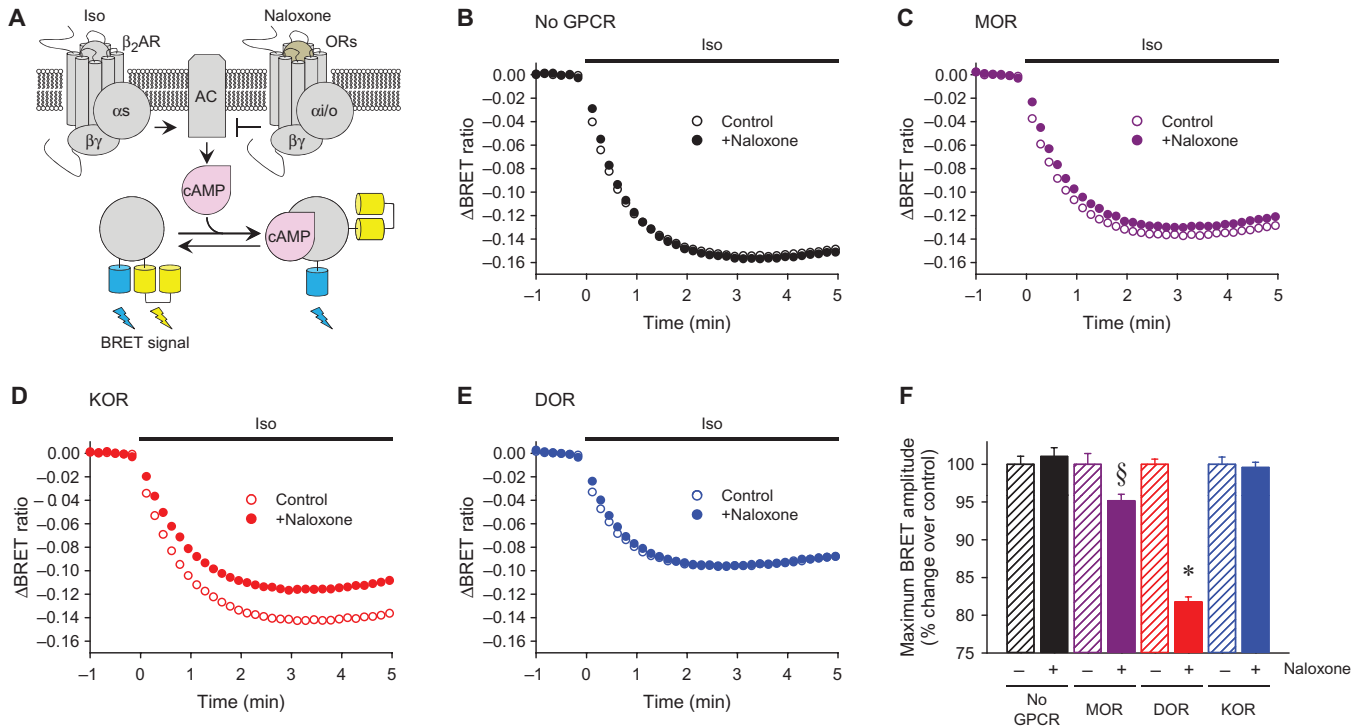 A
Iso
Naloxone
β2AR
ORs
AC
αs
αi/o
βγ
βγ
cAMP
cAMP
BRET signal
B
No GPCR
Iso
0.00
–0.02
–0.04
–0.06
–0.08
–0.10
–0.12
–0.14
–0.16
ΔBRET ratio
Control
+Naloxone
–1 0 1 2 3 4 5
Time (min)
C
MOR
Iso
0.00
–0.02
–0.04
–0.06
–0.08
–0.10
–0.12
–0.14
–0.16
ΔBRET ratio
Control
+Naloxone
–1 0 1 2 3 4 5
Time (min)
D
KOR
Iso
0.00
–0.02
–0.04
–0.06
–0.08
–0.10
–0.12
–0.14
–0.16
ΔBRET ratio
Control
+Naloxone
–1 0 1 2 3 4 5
Time (min)
E
DOR
Iso
0.00
–0.02
–0.04
–0.06
–0.08
–0.10
–0.12
–0.14
–0.16
ΔBRET ratio
Control
+Naloxone
–1 0 1 2 3 4 5
Time (min)
F
Maximum BRET amplitude
(% change over control)
100
95
90
85
80
75
§
*
– + – + – + – + Naloxone
No
GPCR
MOR
DOR
KOR